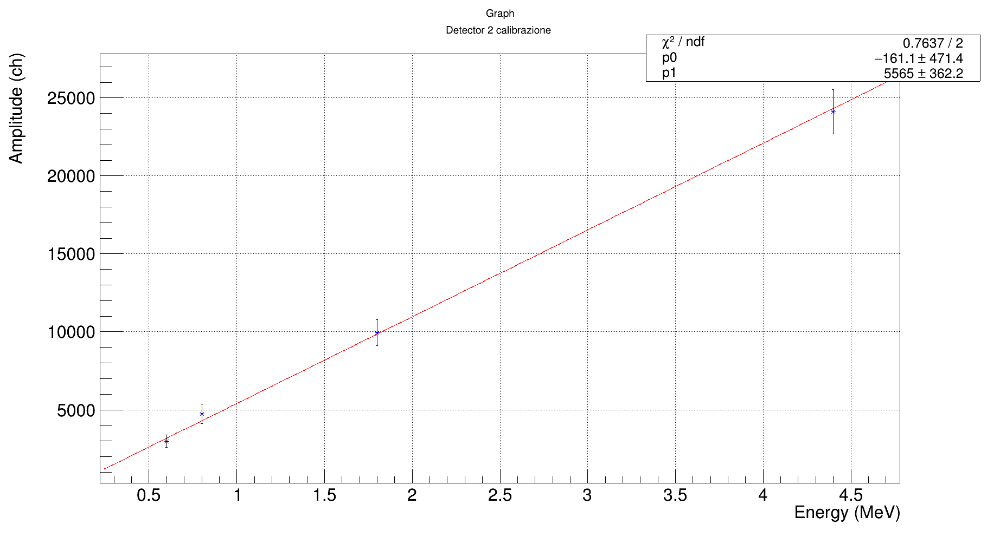 Graph
Detector 2 calibrazione
χ² / ndf 0.7637 / 2
p0 −161.1 ± 471.4
p1 5565 ± 362.2
Amplitude (ch)
25000
20000
15000
10000
5000
0.5 1 1.5 2 2.5 3 3.5 4 4.5
Energy (MeV)